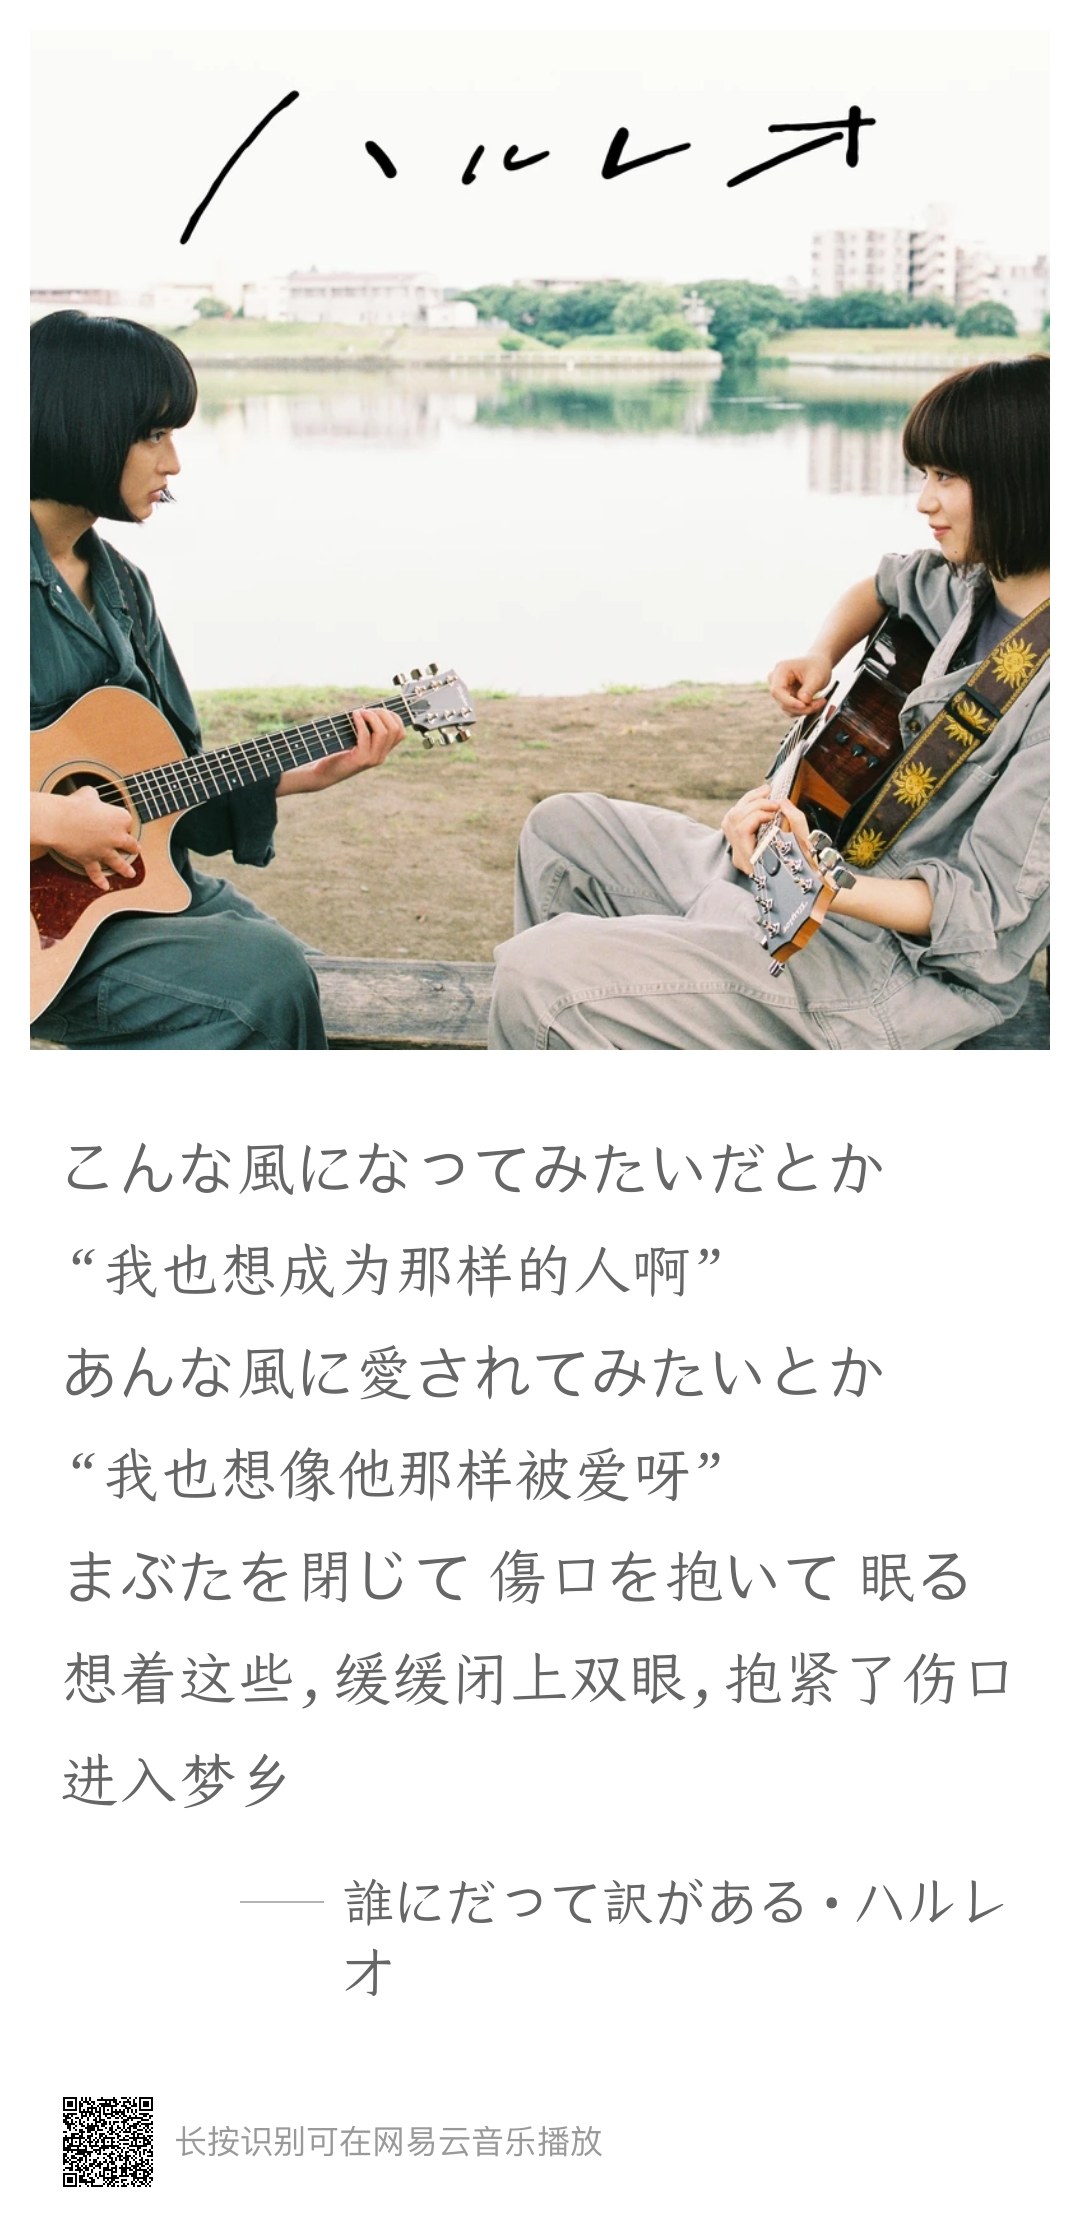 ハルレオ
こんな風になってみたいだとか
“我也想成为那样的人啊”
あんな風に愛されてみたいとか
“我也想像他那样被爱呀”
まぶたを閉じて 傷口を抱いて 眠る
想着这些,缓缓闭上双眼,抱紧了伤口
进入梦乡
—— 誰にだって訳がある・ハルレ
オ
长按识别可在网易云音乐播放